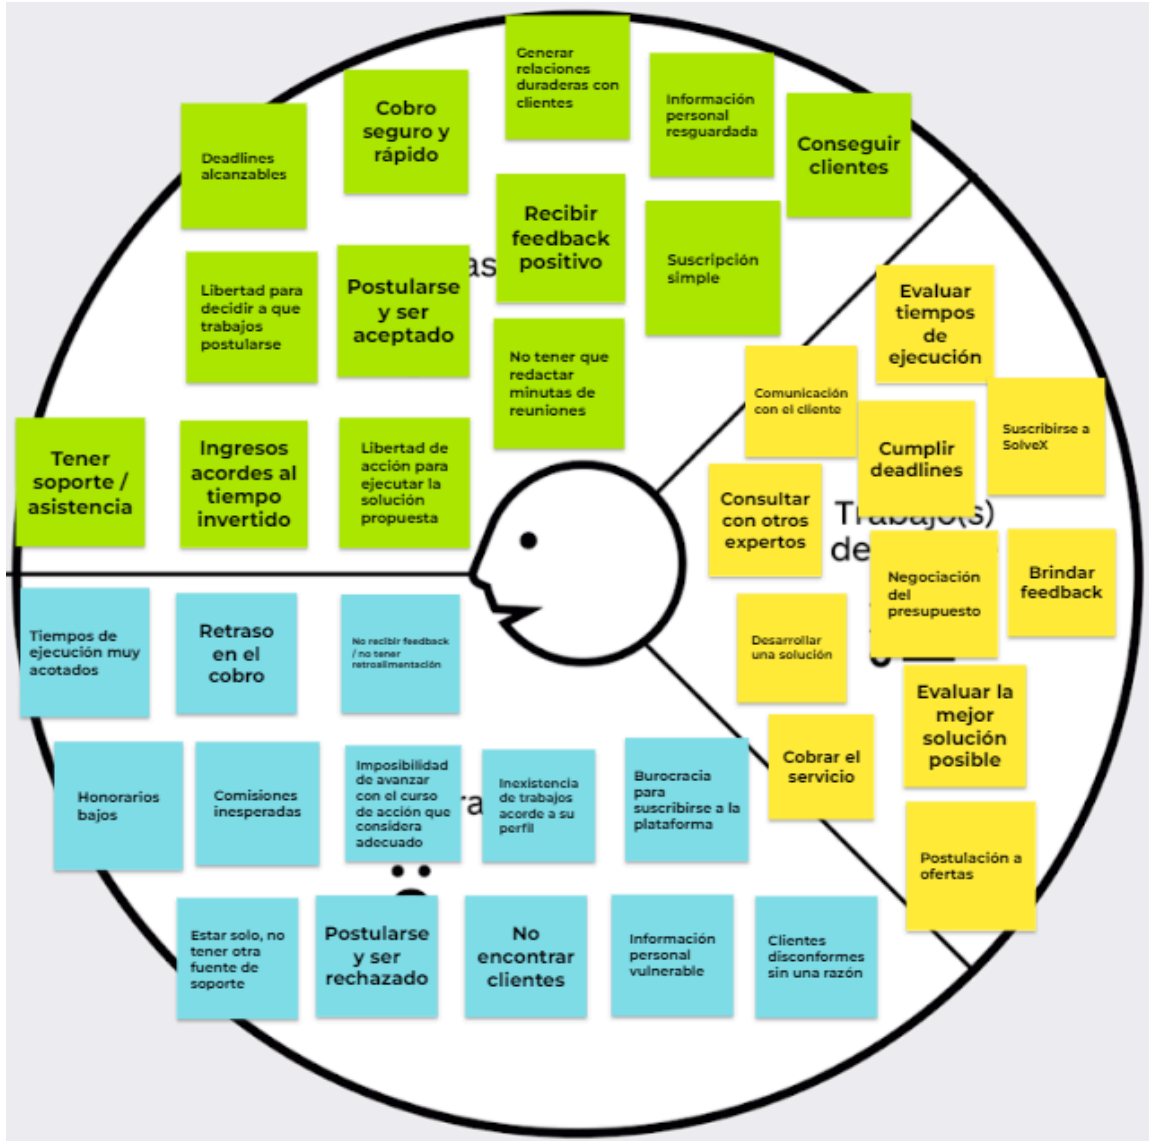 Generar
relaciones
duraderas con
clientes
Información
personal
resguardada
Conseguir
clientes
Cobro
seguro y
rápido
Deadlines
alcanzables
Recibir
feedback
positivo
Suscripción
simple
Libertad para
decidir a que
trabajos
postularse
Postularse
y ser
aceptado
as
No tener que
redactar
minutas de
reuniones
Tener
soporte /
asistencia
Ingresos
acordes al
tiempo
invertido
Libertad de
acción para
ejecutar la
solución
propuesta
Evaluar
tiempos
de
ejecución
Comunicación
con el cliente
Cumplir
deadlines
Suscribirse a
SolveX
Consultar
con otros
expertos
Trabajo(s)
de
Negociación
del
presupuesto
Brindar
feedback
Desarrollar
una solución
Evaluar la
mejor
solución
posible
Cobrar el
servicio
Postulación a
ofertas
Tiempos de
ejecución muy
acotados
Retraso
en el
cobro
No recibir feedback
/ no tener
retroalimentación
Honorarios
bajos
Comisiones
inesperadas
Imposibilidad
de avanzar
con el curso
de acción que
considera
adecuado
ra
Inexistencia
de trabajos
acorde a su
perfil
Burocracia
para
suscribirse a la
plataforma
Estar solo, no
tener otra
fuente de
soporte
Postularse
y ser
rechazado
No
encontrar
clientes
Información
personal
vulnerable
Clientes
disconformes
sin una razón